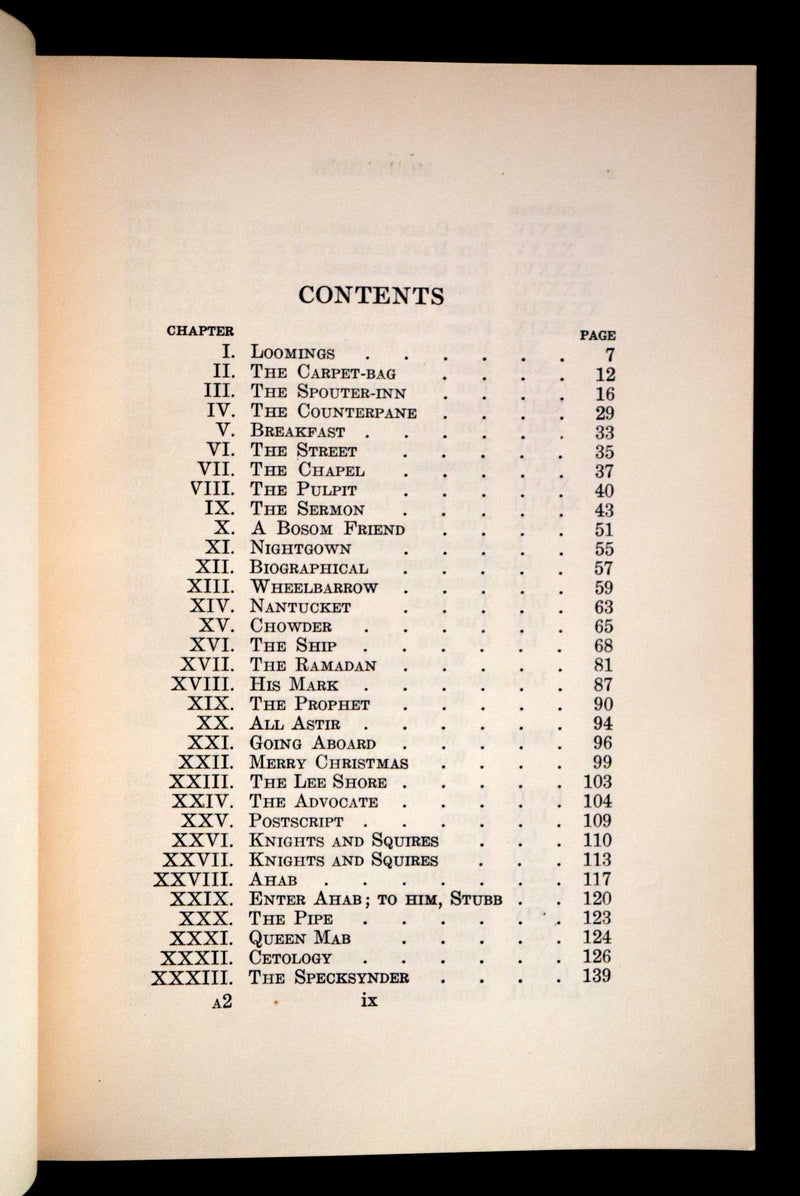 CONTENTS
CHAPTER PAGE
I. LOOMINGS . . . . . . 7
II. THE CARPET-BAG . . . . 12
III. THE SPOUTER-INN . . . . 16
IV. THE COUNTERPANE . . . . 29
V. BREAKFAST . . . . . . 33
VI. THE STREET . . . . . 35
VII. THE CHAPEL . . . . . 37
VIII. THE PULPIT . . . . . 40
IX. THE SERMON . . . . . 43
X. A BOSOM FRIEND . . . . 51
XI. NIGHTGOWN . . . . . 55
XII. BIOGRAPHICAL . . . . . 57
XIII. WHEELBARROW . . . . . 59
XIV. NANTUCKET . . . . . 63
XV. CHOWDER . . . . . . 65
XVI. THE SHIP . . . . . . 68
XVII. THE RAMADAN . . . . . 81
XVIII. HIS MARK . . . . . . 87
XIX. THE PROPHET . . . . . 90
XX. ALL ASTIR . . . . . . 94
XXI. GOING ABOARD . . . . . 96
XXII. MERRY CHRISTMAS . . . . 99
XXIII. THE LEE SHORE . . . . . 103
XXIV. THE ADVOCATE . . . . . 104
XXV. POSTSCRIPT . . . . . . 109
XXVI. KNIGHTS AND SQUIRES . . . 110
XXVII. KNIGHTS AND SQUIRES . . . 113
XXVIII. AHAB . . . . . . . 117
XXIX. ENTER AHAB; TO HIM, STUBB . . 120
XXX. THE PIPE . . . . . . 123
XXXI. QUEEN MAB . . . . . 124
XXXII. CETOLOGY . . . . . . 126
XXXIII. THE SPECKSYNDER . . . . 139
A2 ix